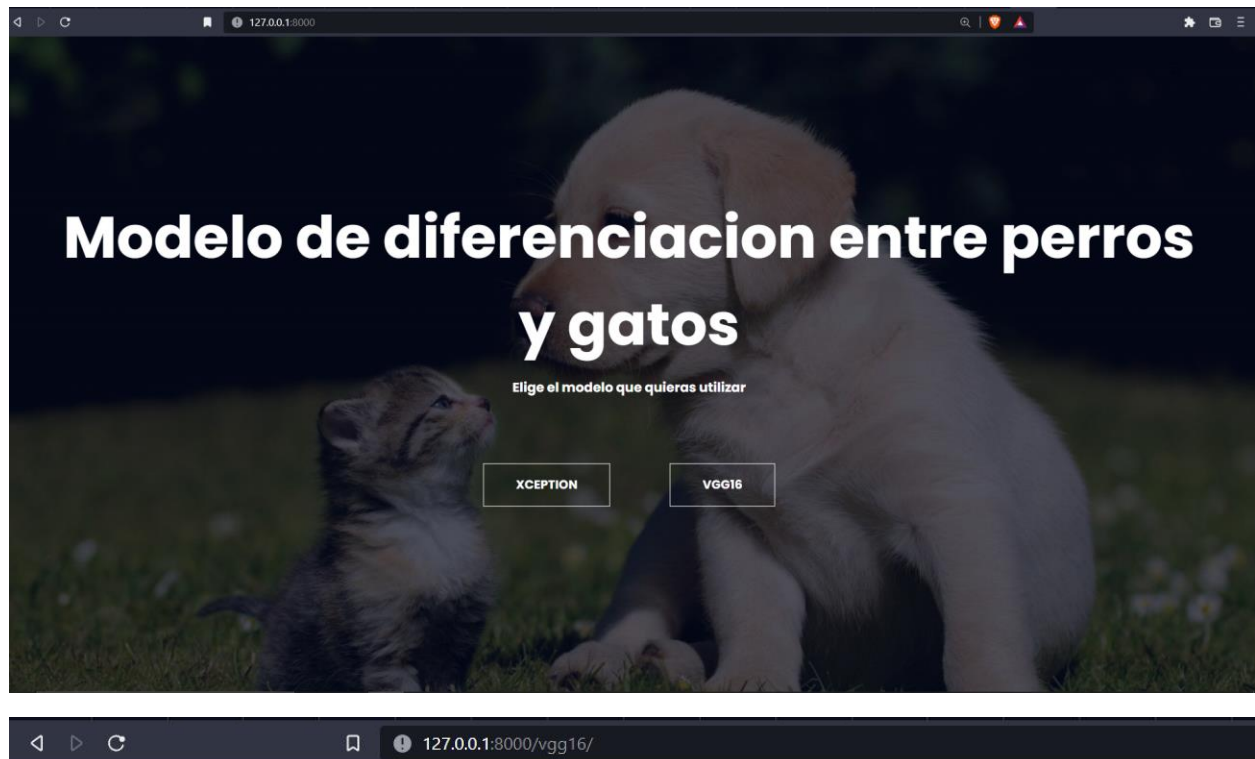 127.0.0.1:8000
Modelo de diferenciacion entre perros
y gatos
Elige el modelo que quieras utilizar
XCEPTION VGG16
127.0.0.1:8000/vgg16/